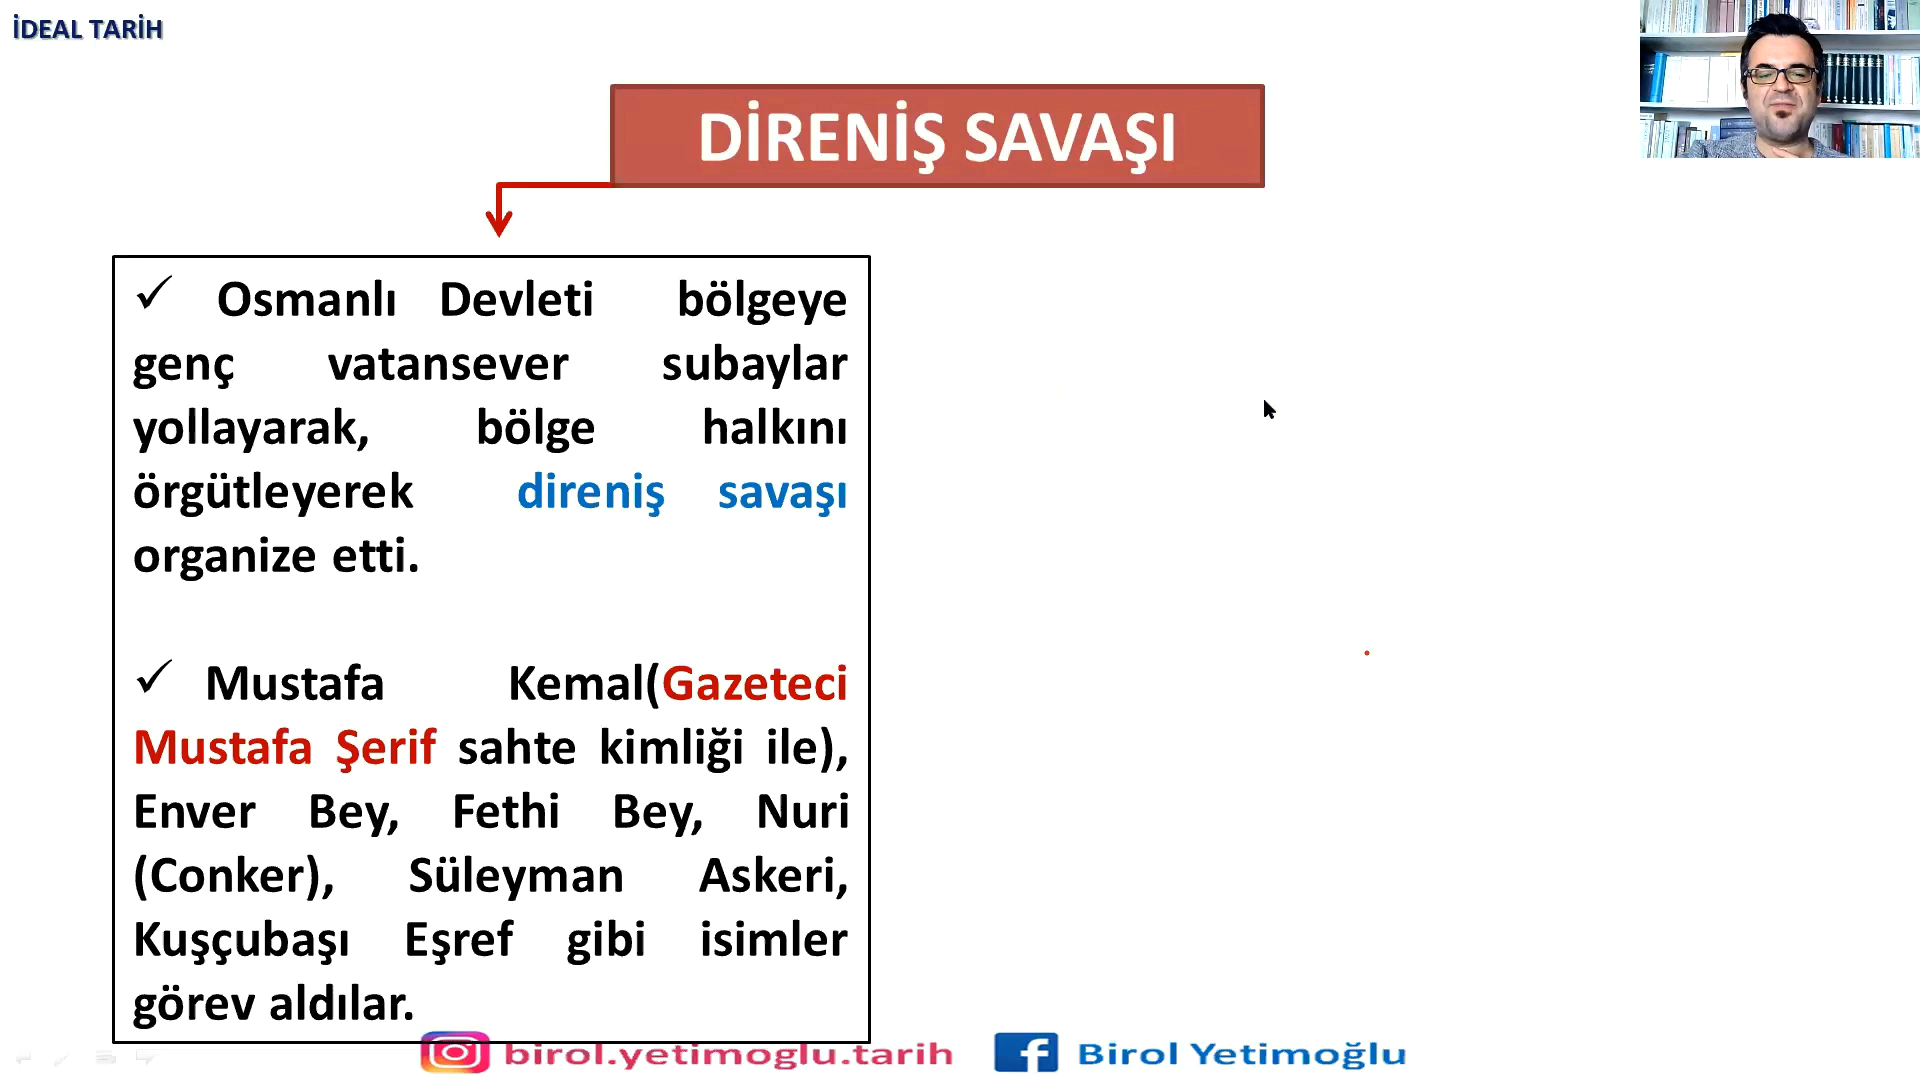 İDEAL TARİH
DİRENİŞ SAVAŞI
✓ Osmanlı Devleti bölgeye
genç vatansever subaylar
yollayarak, bölge halkını
örgütleyerek direniş savaşı
organize etti.
✓ Mustafa Kemal(Gazeteci
Mustafa Şerif sahte kimliği ile),
Enver Bey, Fethi Bey, Nuri
(Conker), Süleyman Askeri,
Kuşçubaşı Eşref gibi isimler
görev aldılar.
birol.yetimoglu.tarih
Birol Yetimoğlu